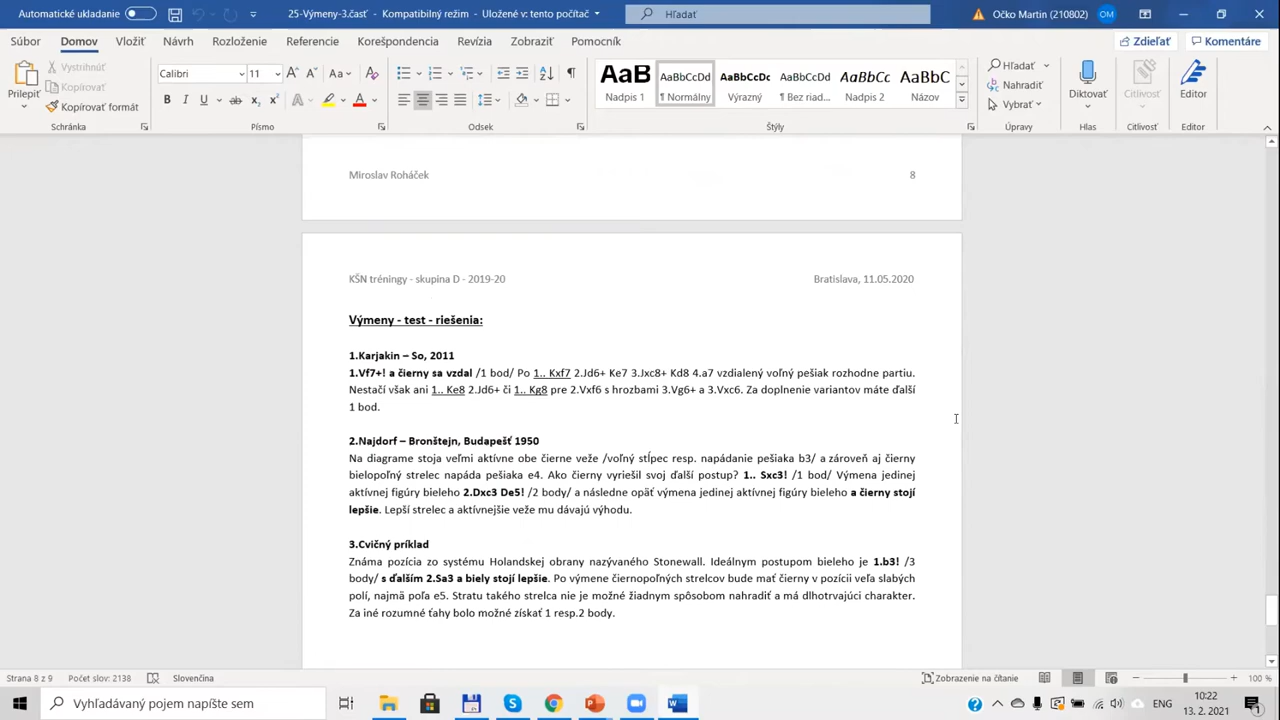 Automatické ukladanie
25-Výmeny-3.časť - Kompatibilný režim - Uložené v: tento počítač
Hľadať
Očko Martin (210802)
OM
Súbor
Domov
Vložiť
Návrh
Rozloženie
Referencie
Korešpondencia
Revízia
Zobraziť
Pomocník
Zdieľať
Komentáre
Prilepiť
Vystrihnúť
Kopírovať
Kopírovať formát
Schránka
Calibri
11
Písmo
Odsek
AaB
Nadpis 1
AaBbCcDd
¶ Normálny
AaBbCcDc
Výrazný
AaBbCcDd
¶ Bez riad...
AaBbCc
Nadpis 2
AaBbC
Názov
Štýly
Hľadať
Nahradiť
Vybrať
Úpravy
Diktovať
Hlas
Citlivosť
Citlivosť
Editor
Editor
Miroslav Roháček 8
KŠN tréningy - skupina D - 2019-20 Bratislava, 11.05.2020
Výmeny - test - riešenia:
1.Karjakin – So, 2011
1.Vf7+! a čierny sa vzdal /1 bod/ Po 1.. Kxf7 2.Jd6+ Ke7 3.Jxc8+ Kd8 4.a7 vzdialený voľný pešiak rozhodne partiu.
Nestačí však ani 1.. Ke8 2.Jd6+ či 1.. Kg8 pre 2.Vxf6 s hrozbami 3.Vg6+ a 3.Vxc6. Za doplnenie variantov máte ďalší
1 bod.
2.Najdorf – Bronštejn, Budapešť 1950
Na diagrame stoja veľmi aktívne obe čierne veže /voľný stĺpec resp. napádanie pešiaka b3/ a zároveň aj čierny
bielopoľný strelec napáda pešiaka e4. Ako čierny vyriešil svoj ďalší postup? 1.. Sxc3! /1 bod/ Výmena jedinej
aktívnej figúry bieleho 2.Dxc3 De5! /2 body/ a následne opäť výmena jedinej aktívnej figúry bieleho a čierny stojí
lepšie. Lepší strelec a aktívnejšie veže mu dávajú výhodu.
3.Cvičný príklad
Známa pozícia zo systému Holandskej obrany nazývaného Stonewall. Ideálnym postupom bieleho je 1.b3! /3
body/ s ďalším 2.Sa3 a biely stojí lepšie. Po výmene čiernopoľných strelcov bude mať čierny v pozícii veľa slabých
polí, najmä poľa e5. Stratu takého strelca nie je možné žiadnym spôsobom nahradiť a má dlhotrvajúci charakter.
Za iné rozumné ťahy bolo možné získať 1 resp.2 body.
Strana 8 z 9
Počet slov: 2138
Slovenčina
Zobrazenie na čítanie
100 %
Vyhľadávaný pojem napíšte sem
ENG
10:22
13. 2. 2021